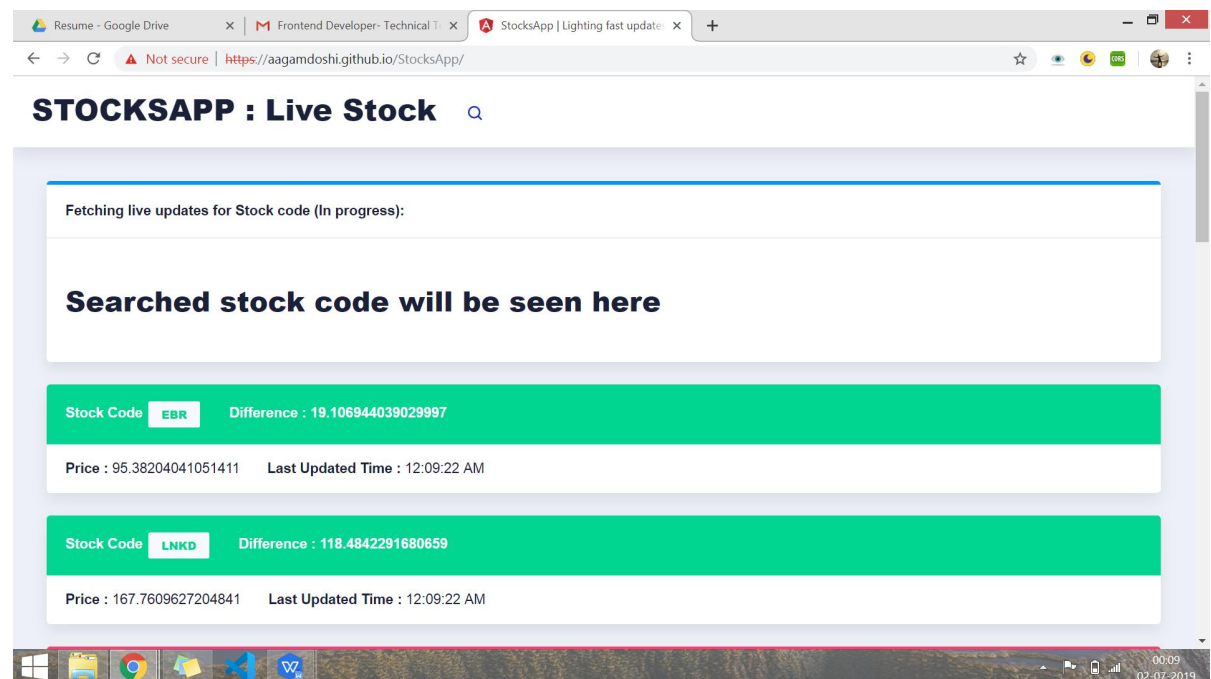 Resume - Google Drive
Frontend Developer- Technical T
StocksApp | Lighting fast updates
Not secure | https://aagamdoshi.github.io/StocksApp/
CORS
STOCKSAPP : Live Stock
Fetching live updates for Stock code (In progress):
Searched stock code will be seen here
Stock Code EBR Difference : 19.106944039029997
Price : 95.38204041051411 Last Updated Time : 12:09:22 AM
Stock Code LNKD Difference : 118.4842291680659
Price : 167.7609627204841 Last Updated Time : 12:09:22 AM
00:09
02-07-2019